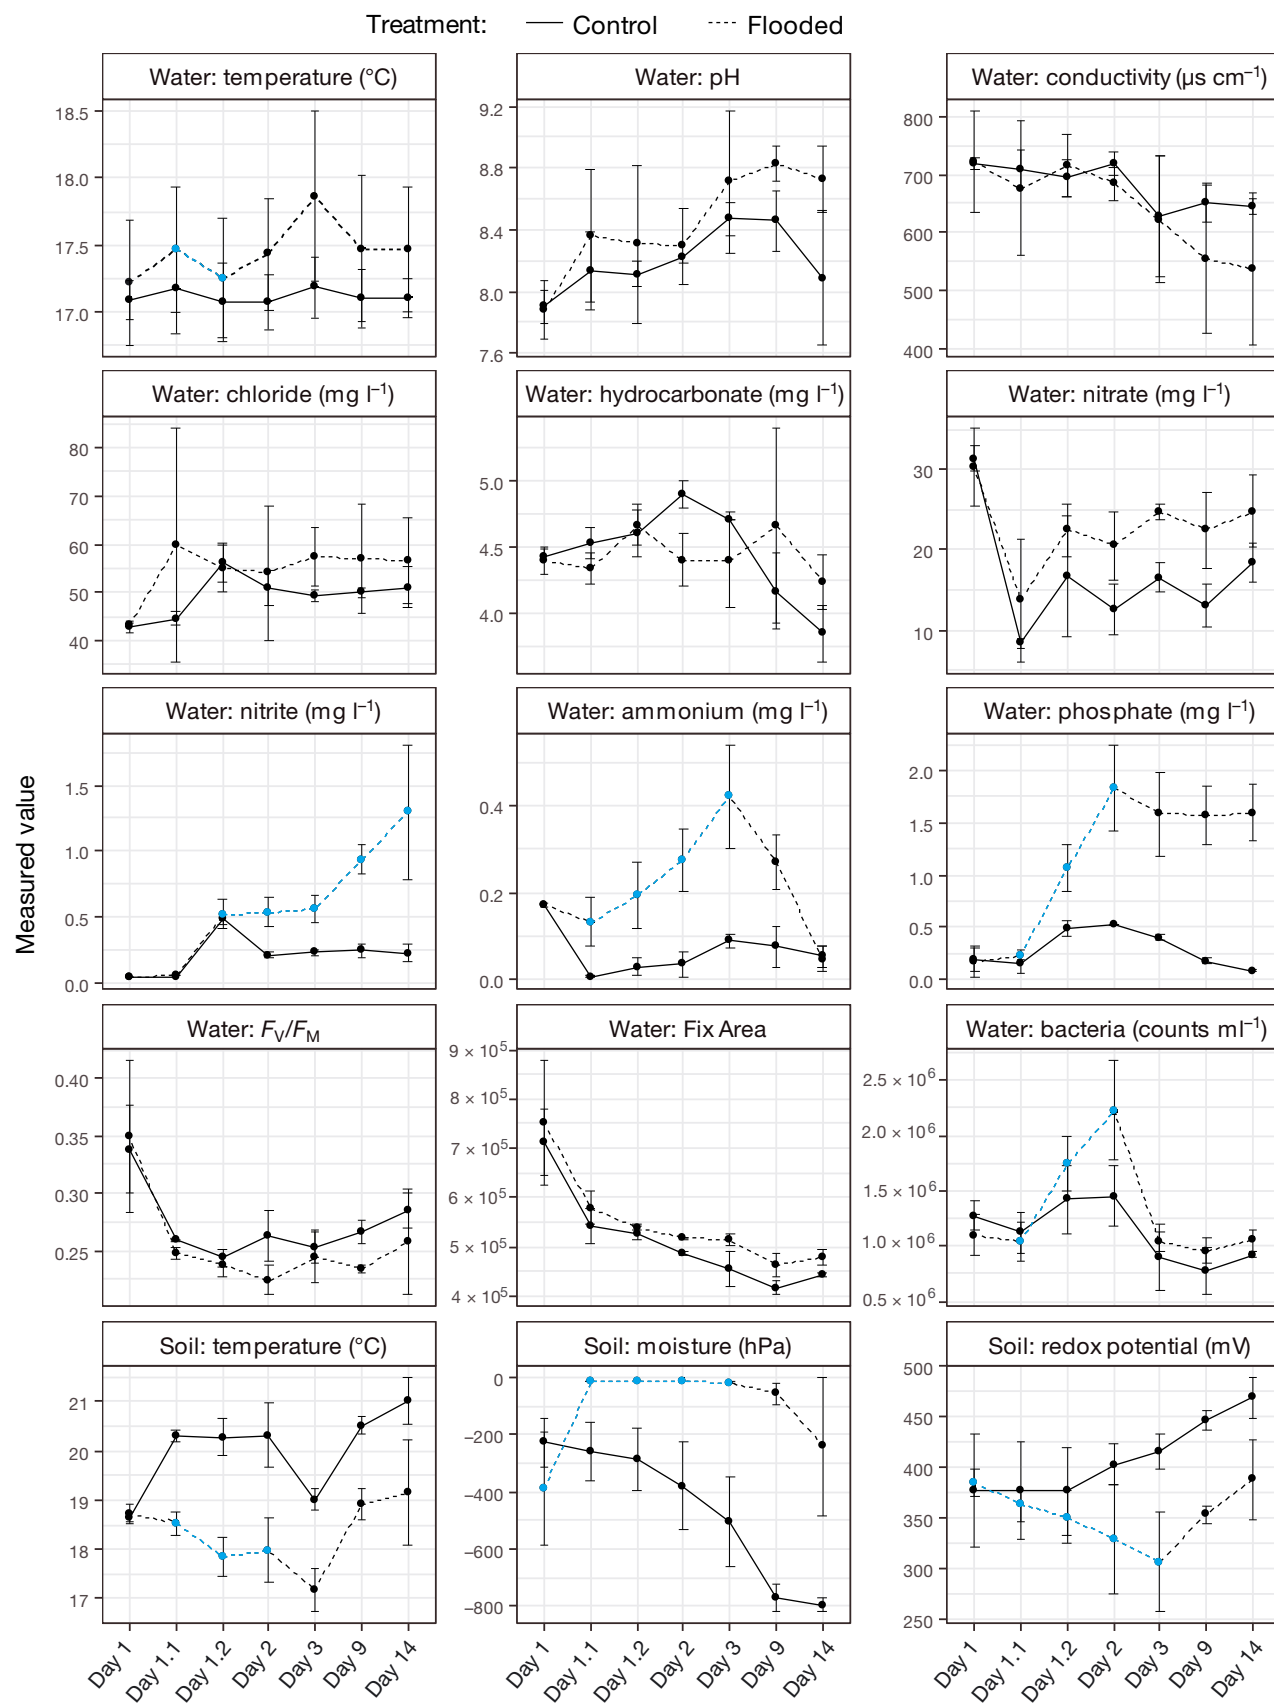 Treatment: Control Flooded
Water: temperature (°C) Water: pH Water: conductivity (µs cm⁻¹)
18.5
18.0
17.5
17.0
9.2
8.8
8.4
8.0
7.6
800
700
600
500
400
Water: chloride (mg l⁻¹) Water: hydrocarbonate (mg l⁻¹) Water: nitrate (mg l⁻¹)
80
70
60
50
40
5.0
4.5
4.0
30
20
10
Water: nitrite (mg l⁻¹) Water: ammonium (mg l⁻¹) Water: phosphate (mg l⁻¹)
1.5
1.0
0.5
0.0
0.4
0.2
0.0
2.0
1.5
1.0
0.5
0.0
Measured value
Water: F_V/F_M Water: Fix Area Water: bacteria (counts ml⁻¹)
0.40
0.35
0.30
0.25
9 × 10⁵
8 × 10⁵
7 × 10⁵
6 × 10⁵
5 × 10⁵
4 × 10⁵
2.5 × 10⁶
2.0 × 10⁶
1.5 × 10⁶
1.0 × 10⁶
0.5 × 10⁶
Soil: temperature (°C) Soil: moisture (hPa) Soil: redox potential (mV)
21
20
19
18
17
0
−200
−400
−600
−800
500
450
400
350
300
250
Day 1 Day 1.1 Day 1.2 Day 2 Day 3 Day 9 Day 14
Day 1 Day 1.1 Day 1.2 Day 2 Day 3 Day 9 Day 14
Day 1 Day 1.1 Day 1.2 Day 2 Day 3 Day 9 Day 14